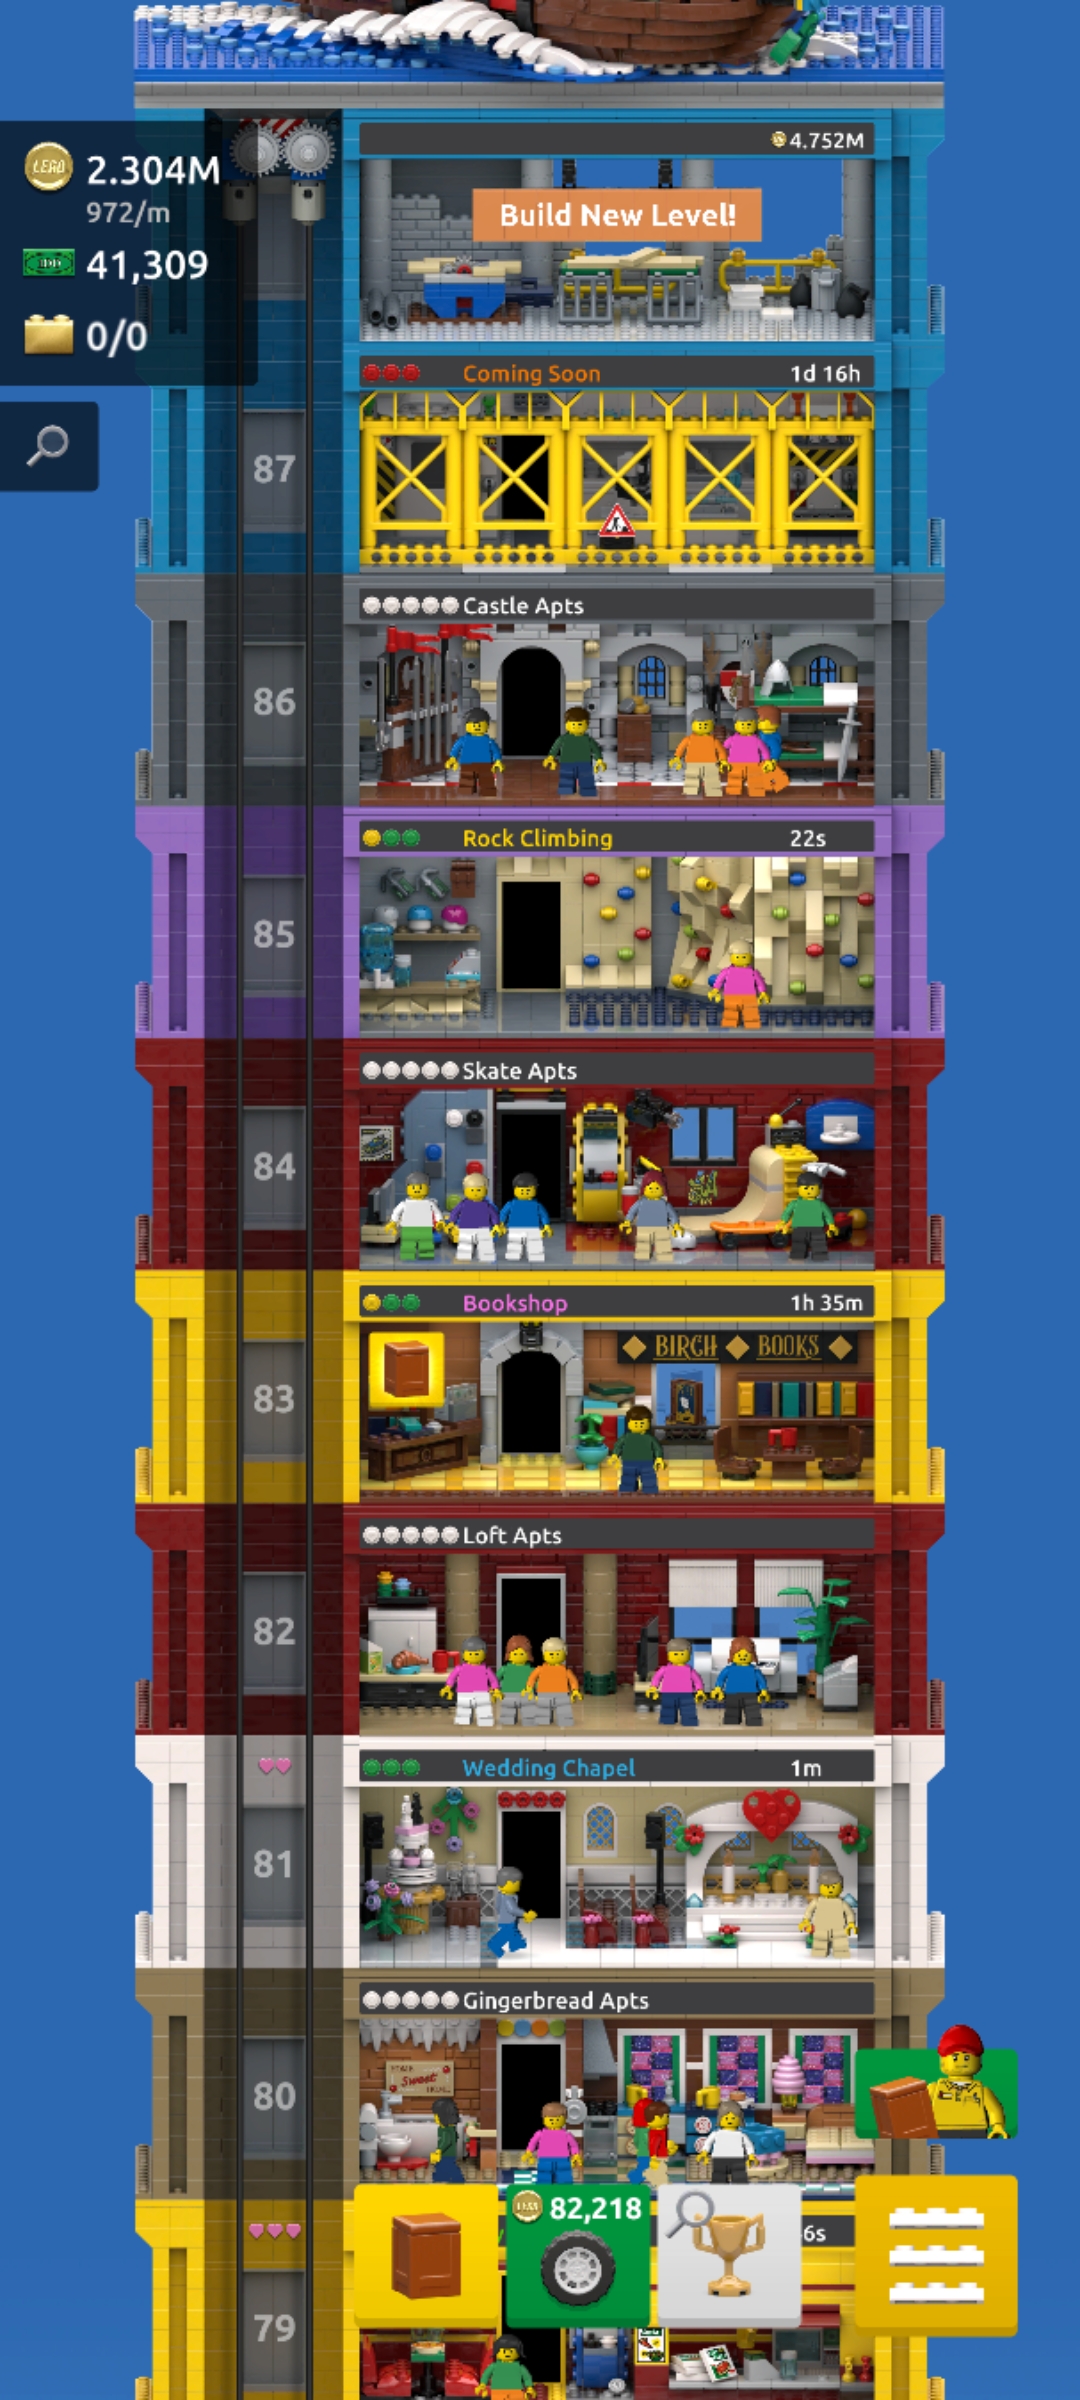 4.752M
LEGO 2.304M
972/m
Build New Level!
41,309
0/0
Coming Soon 1d 16h
87
Castle Apts
86
Rock Climbing 22s
85
Skate Apts
84
Bookshop 1h 35m
BIRCH BOOKS
83
Loft Apts
82
Wedding Chapel 1m
81
Gingerbread Apts
Sweet
80
82,218
6s
79